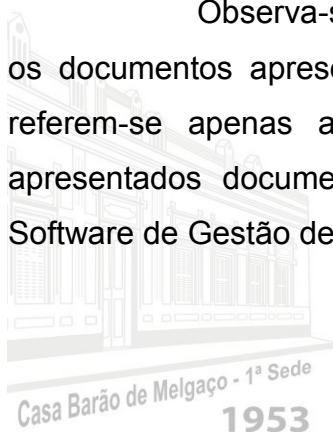 Observa-s
os documentos aprese
referem-se apenas a
apresentados docume
Software de Gestão de
Casa Barão de Melgaço - 1ª Sede
1953